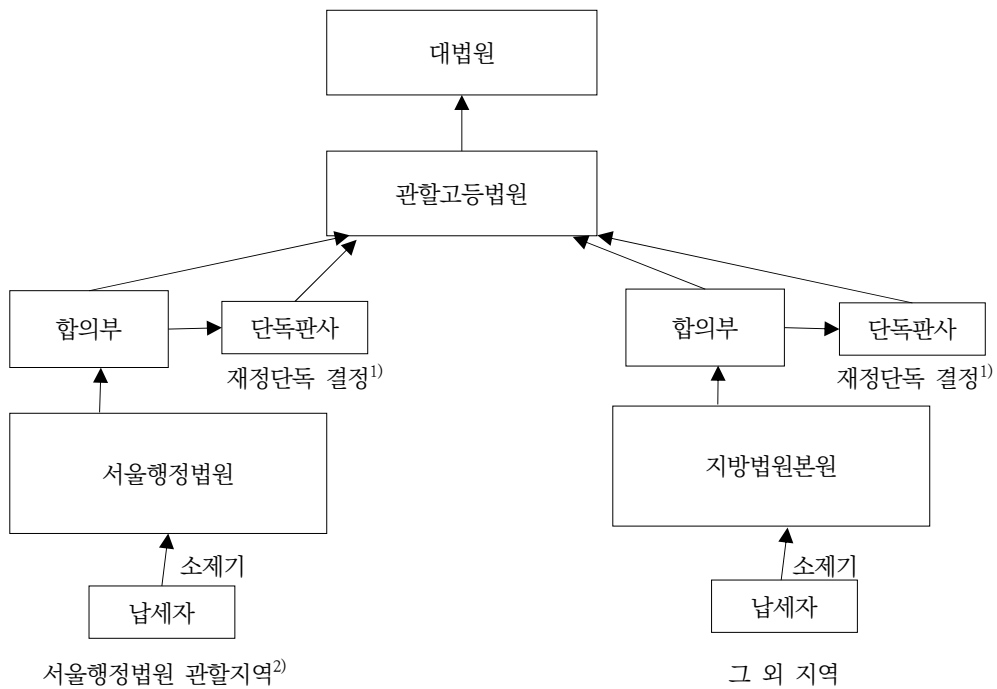 대법원
관할고등법원
합의부
단독판사
합의부
단독판사
재정단독 결정1)
재정단독 결정1)
서울행정법원
지방법원본원
소제기
소제기
납세자
납세자
서울행정법원 관할지역2)
그 외 지역